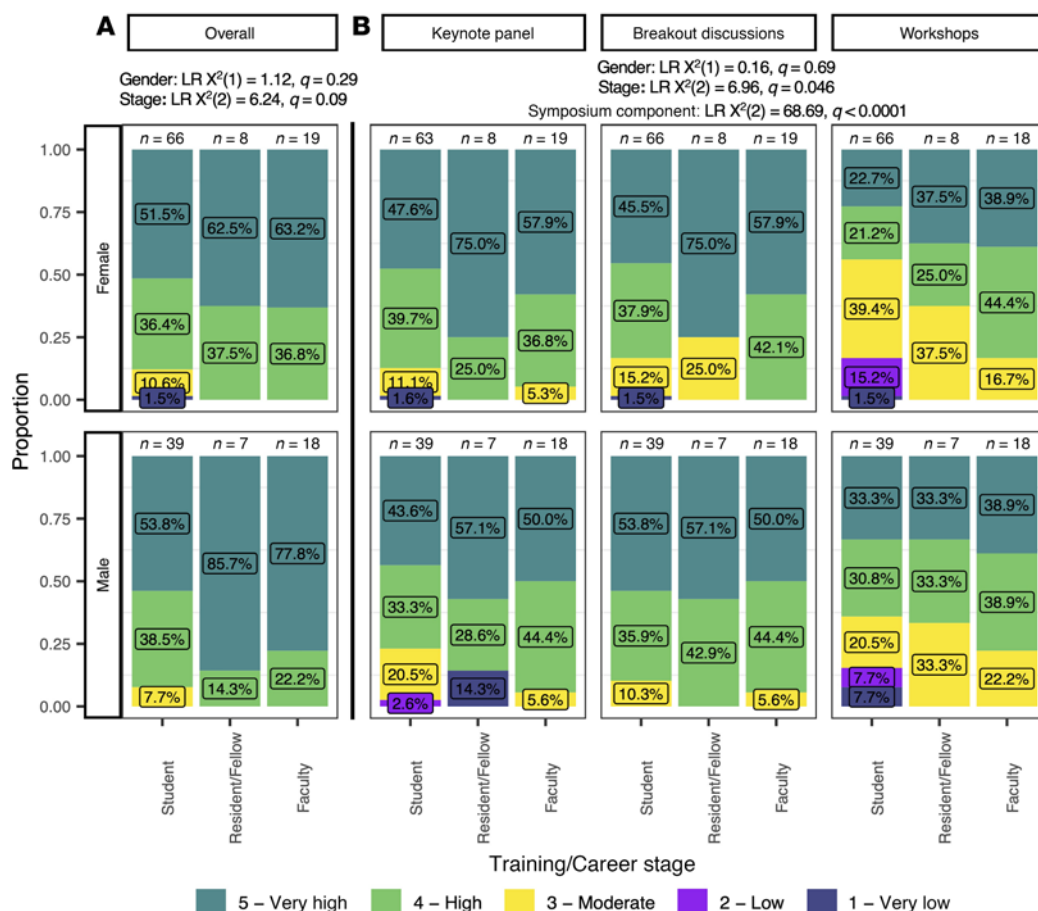 A
Overall
B
Keynote panel
Breakout discussions
Workshops
Gender: LR X²(1) = 1.12, q = 0.29
Stage: LR X²(2) = 6.24, q = 0.09
Gender: LR X²(1) = 0.16, q = 0.69
Stage: LR X²(2) = 6.96, q = 0.046
Symposium component: LR X²(2) = 68.69, q < 0.0001
Proportion
Female
1.00
0.75
0.50
0.25
0.00
n = 66
n = 8
n = 19
51.5%
36.4%
10.6%
1.5%
62.5%
37.5%
63.2%
36.8%
n = 63
n = 8
n = 19
47.6%
39.7%
11.1%
1.6%
75.0%
25.0%
57.9%
36.8%
5.3%
n = 66
n = 8
n = 19
45.5%
37.9%
15.2%
1.5%
75.0%
25.0%
57.9%
42.1%
n = 66
n = 8
n = 18
22.7%
21.2%
39.4%
15.2%
1.5%
37.5%
25.0%
37.5%
38.9%
44.4%
16.7%
Male
1.00
0.75
0.50
0.25
0.00
n = 39
n = 7
n = 18
53.8%
38.5%
7.7%
85.7%
14.3%
77.8%
22.2%
n = 39
n = 7
n = 18
43.6%
33.3%
20.5%
2.6%
57.1%
28.6%
14.3%
50.0%
44.4%
5.6%
n = 39
n = 7
n = 18
53.8%
35.9%
10.3%
57.1%
42.9%
50.0%
44.4%
5.6%
n = 39
n = 7
n = 18
33.3%
30.8%
20.5%
7.7%
7.7%
33.3%
33.3%
33.3%
38.9%
38.9%
22.2%
Student
Resident/Fellow
Faculty
Student
Resident/Fellow
Faculty
Student
Resident/Fellow
Faculty
Student
Resident/Fellow
Faculty
Training/Career stage
5 – Very high
4 – High
3 – Moderate
2 – Low
1 – Very low